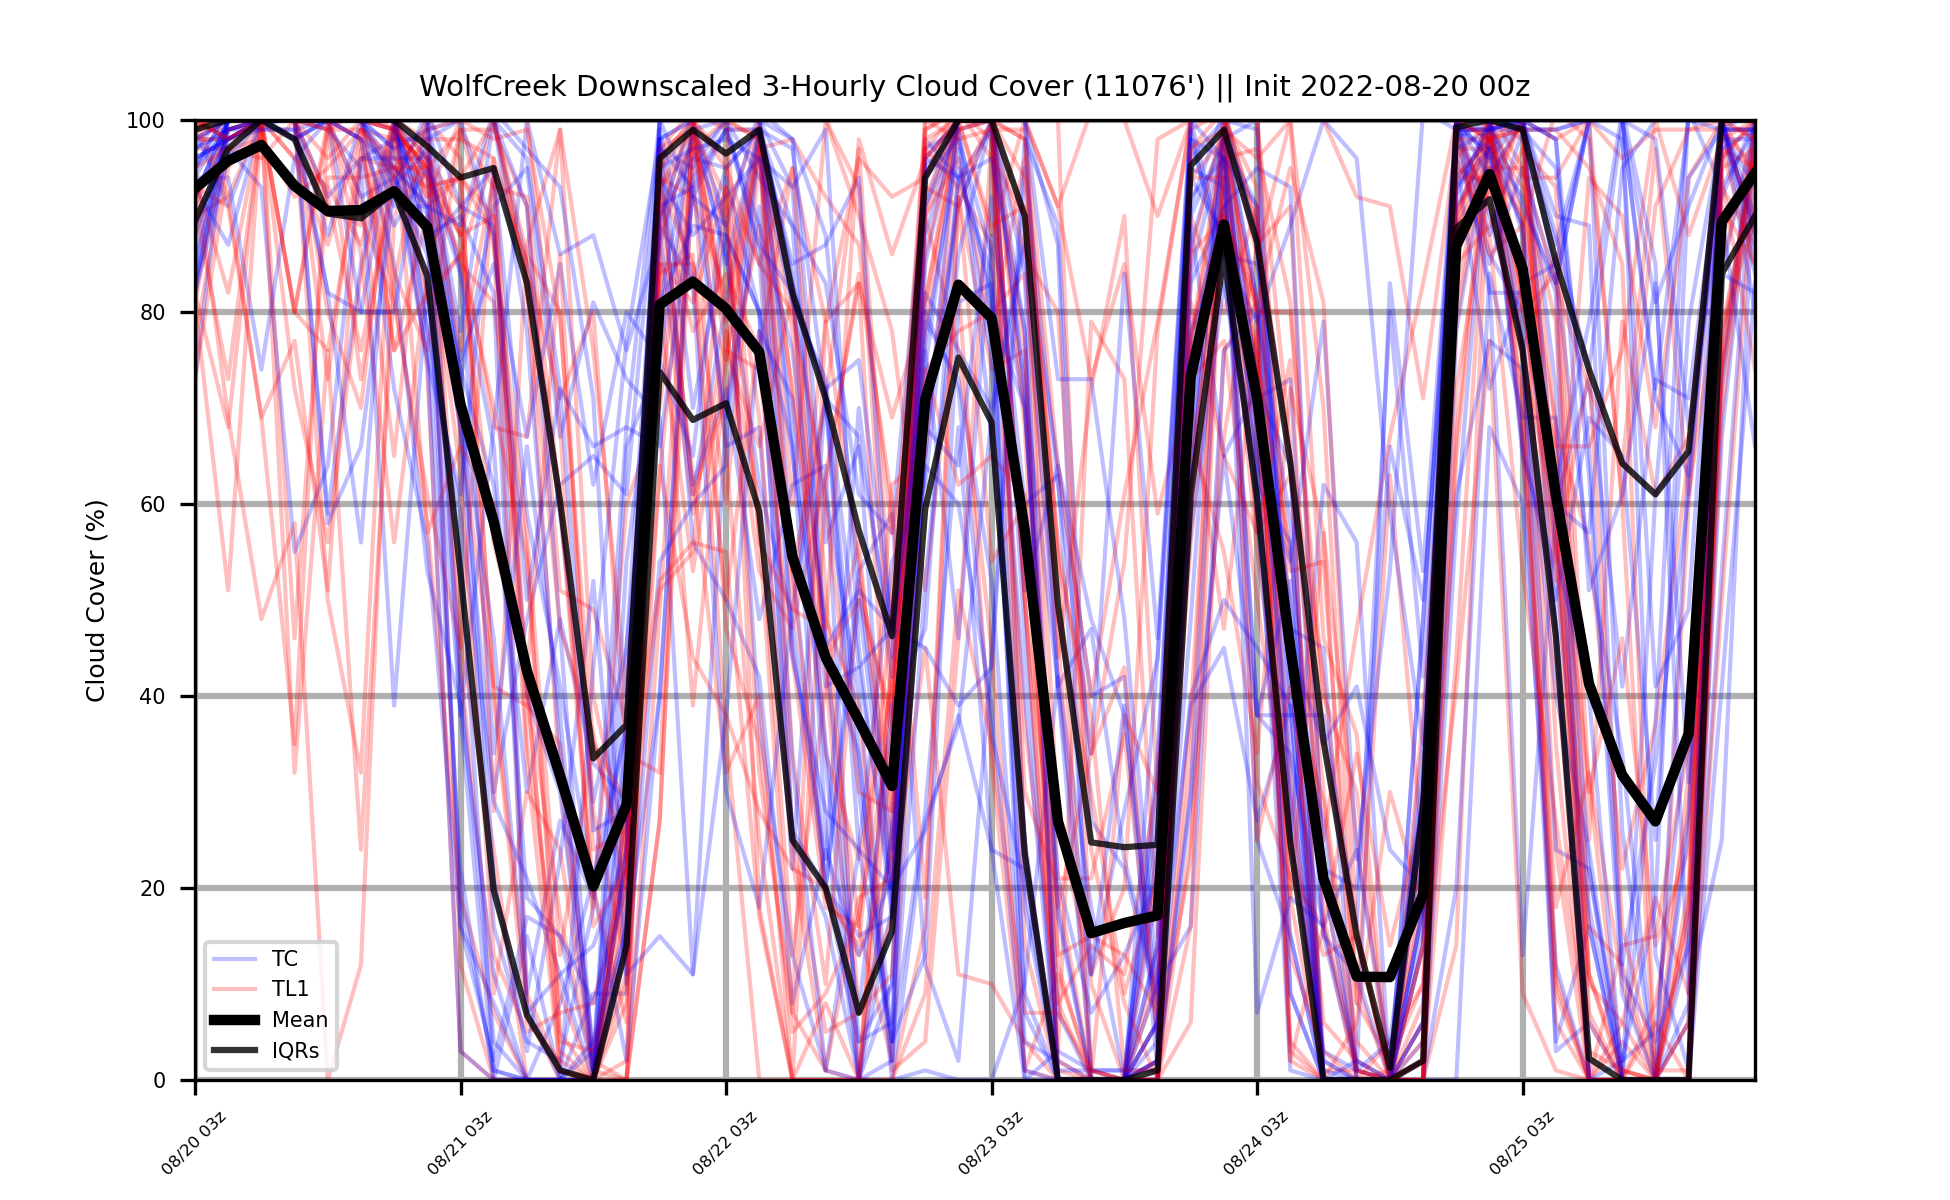 WolfCreek Downscaled 3-Hourly Cloud Cover (11076') || Init 2022-08-20 00z
Cloud Cover (%)
100
80
60
40
20
0
TC
TL1
Mean
IQRs
08/20 03z
08/21 03z
08/22 03z
08/23 03z
08/24 03z
08/25 03z